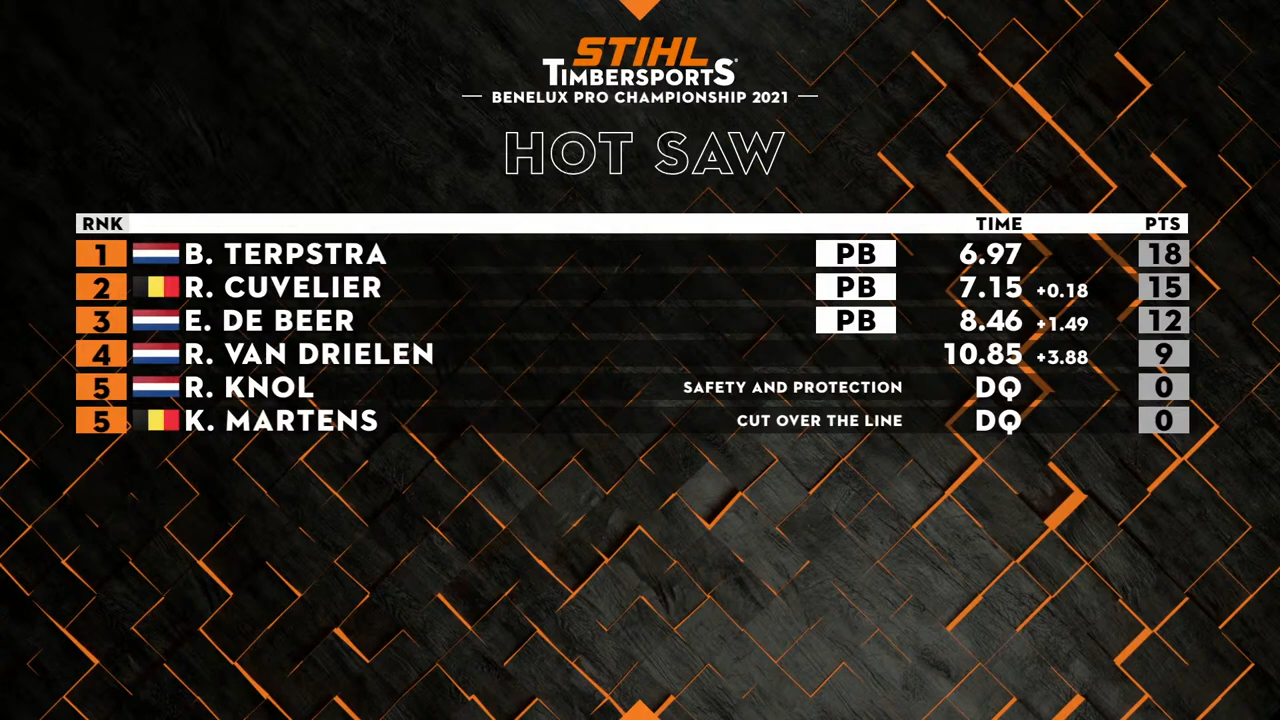 STIHL
TIMBERSPORTS®
BENELUX PRO CHAMPIONSHIP 2021
HOT SAW
RNK TIME PTS
1 B. TERPSTRA PB 6.97 18
2 R. CUVELIER PB 7.15 +0.18 15
3 E. DE BEER PB 8.46 +1.49 12
4 R. VAN DRIELEN 10.85 +3.88 9
5 R. KNOL SAFETY AND PROTECTION DQ 0
5 K. MARTENS CUT OVER THE LINE DQ 0